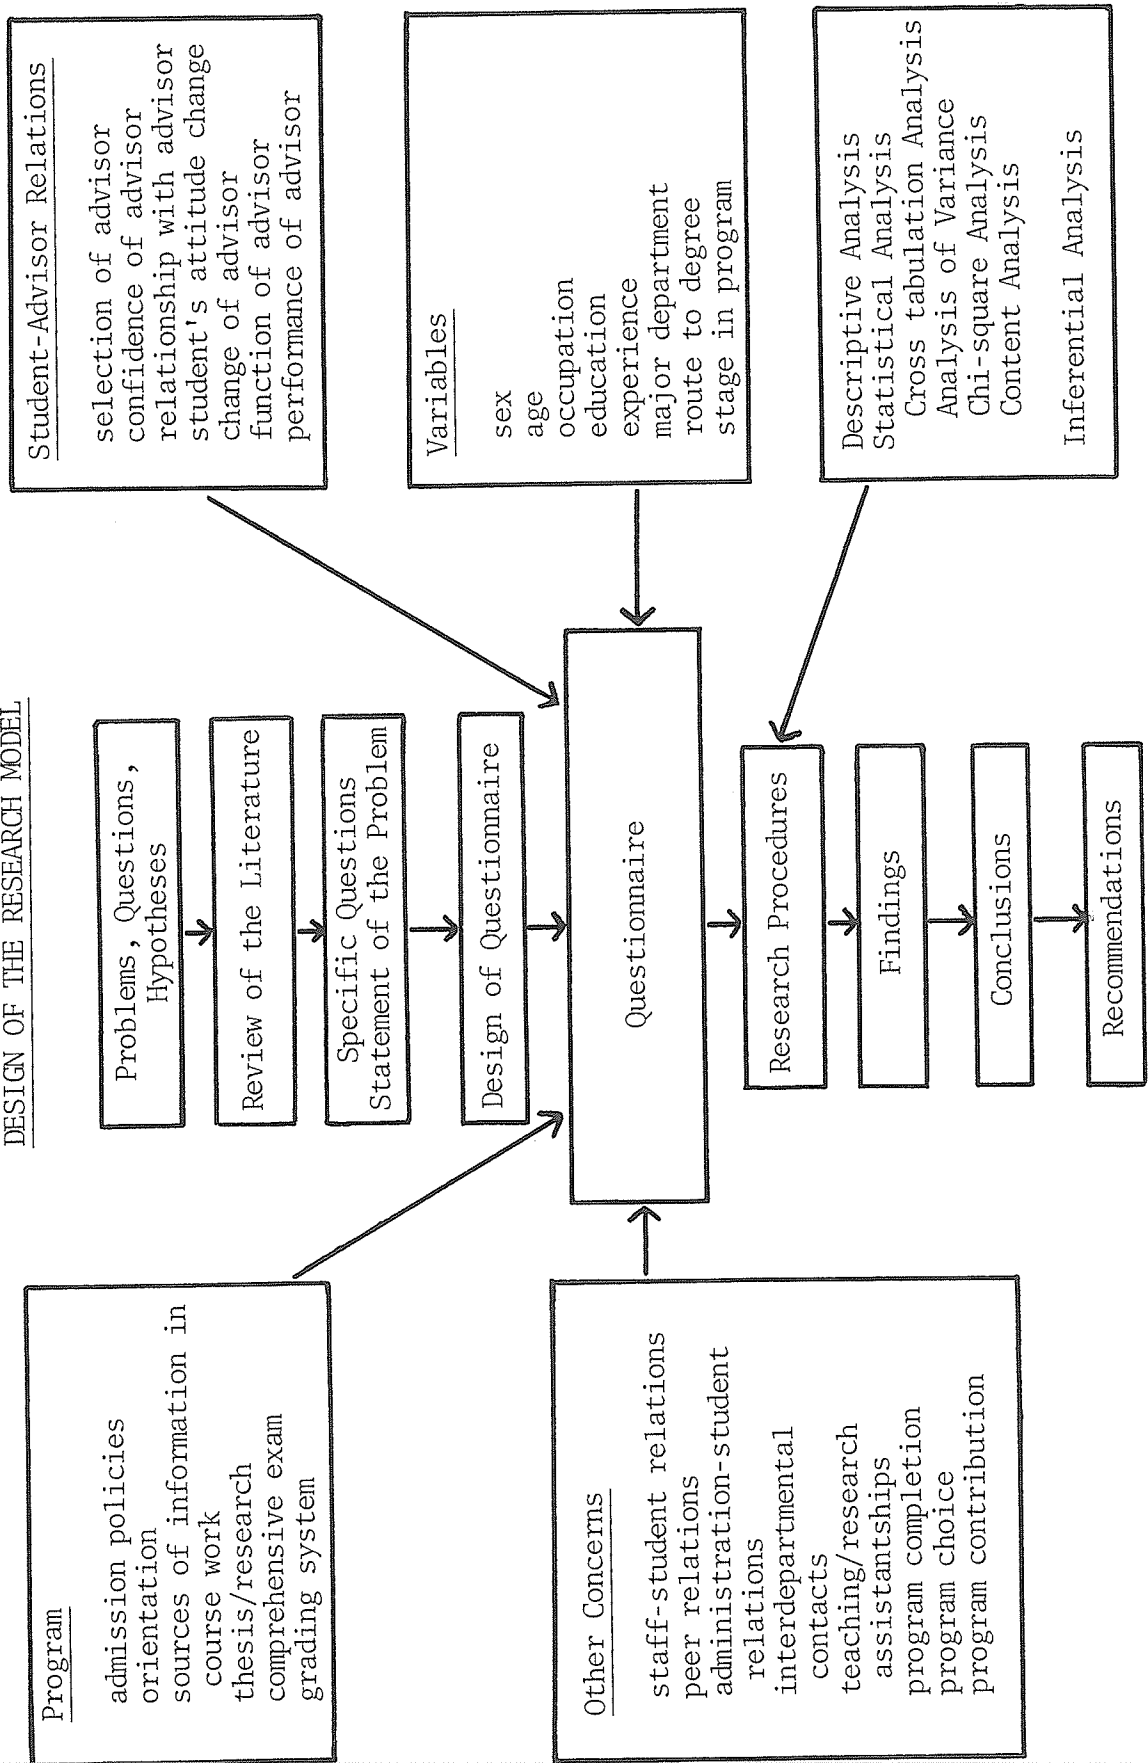 DESIGN OF THE RESEARCH MODEL
Program
admission policies
orientation
sources of information in
course work
thesis/research
comprehensive exam
grading system
Other Concerns
staff-student relations
peer relations
administration-student
relations
interdepartmental
contacts
teaching/research
assistantships
program completion
program choice
program contribution
Problems, Questions,
Hypotheses
Review of the Literature
Specific Questions
Statement of the Problem
Design of Questionnaire
Questionnaire
Research Procedures
Findings
Conclusions
Recommendations
Student-Advisor Relations
selection of advisor
confidence of advisor
relationship with advisor
student's attitude change
change of advisor
function of advisor
performance of advisor
Variables
sex
age
occupation
education
experience
major department
route to degree
stage in program
Descriptive Analysis
Statistical Analysis
Cross tabulation Analysis
Analysis of Variance
Chi-square Analysis
Content Analysis
Inferential Analysis